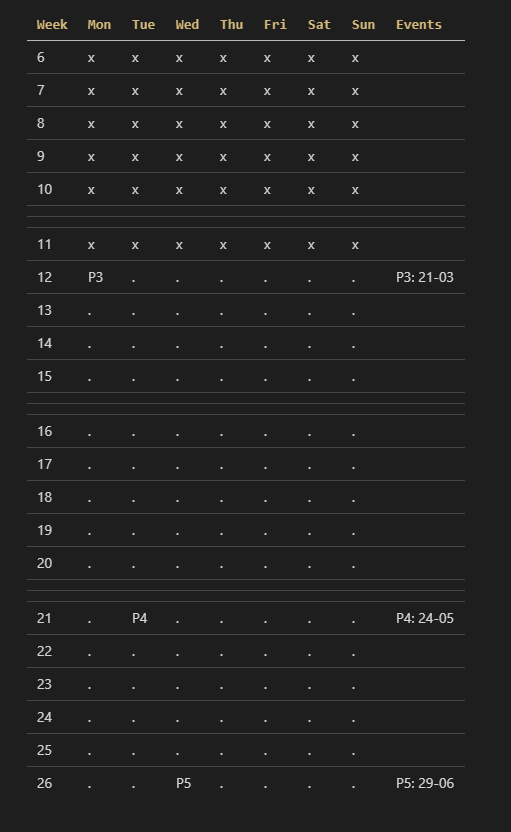 Week Mon Tue Wed Thu Fri Sat Sun Events
6 x x x x x x x
7 x x x x x x x
8 x x x x x x x
9 x x x x x x x
10 x x x x x x x
11 x x x x x x x
12 P3 . . . . . . P3: 21-03
13 . . . . . . .
14 . . . . . . .
15 . . . . . . .
16 . . . . . . .
17 . . . . . . .
18 . . . . . . .
19 . . . . . . .
20 . . . . . . .
21 . P4 . . . . . P4: 24-05
22 . . . . . . .
23 . . . . . . .
24 . . . . . . .
25 . . . . . . .
26 . . P5 . . . . P5: 29-06